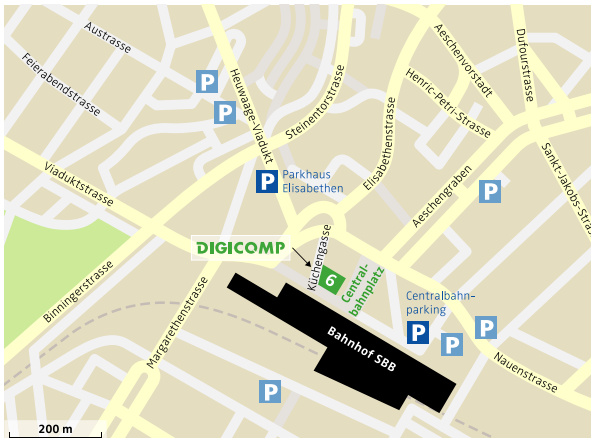 Austrasse
Feierabendstrasse
P
P
Heuwaage-Viadukt
Steinentorstrasse
Aeschenvorstadt
Dufourstrasse
Henric-Petri-Strasse
Elisabethenstrasse
Sankt-Jakobs-Stras
P
Parkhaus
Elisabethen
P
Viaduktstrasse
Aeschengraben
DIGICOMP
Küchengasse
6
Central-
bahnplatz
Binningerstrasse
Margarethenstrasse
Centralbahn-
parking
P
P
P
Bahnhof SBB
Nauenstrasse
P
200 m